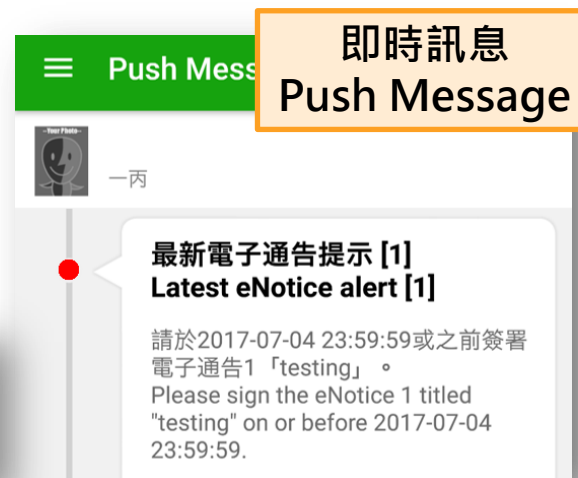 即時訊息
Push Message
Push Mess
-Your Photo-
一丙
最新電子通告提示 [1]
Latest eNotice alert [1]
請於2017-07-04 23:59:59或之前簽署
電子通告1「testing」。
Please sign the eNotice 1 titled
"testing" on or before 2017-07-04
23:59:59.